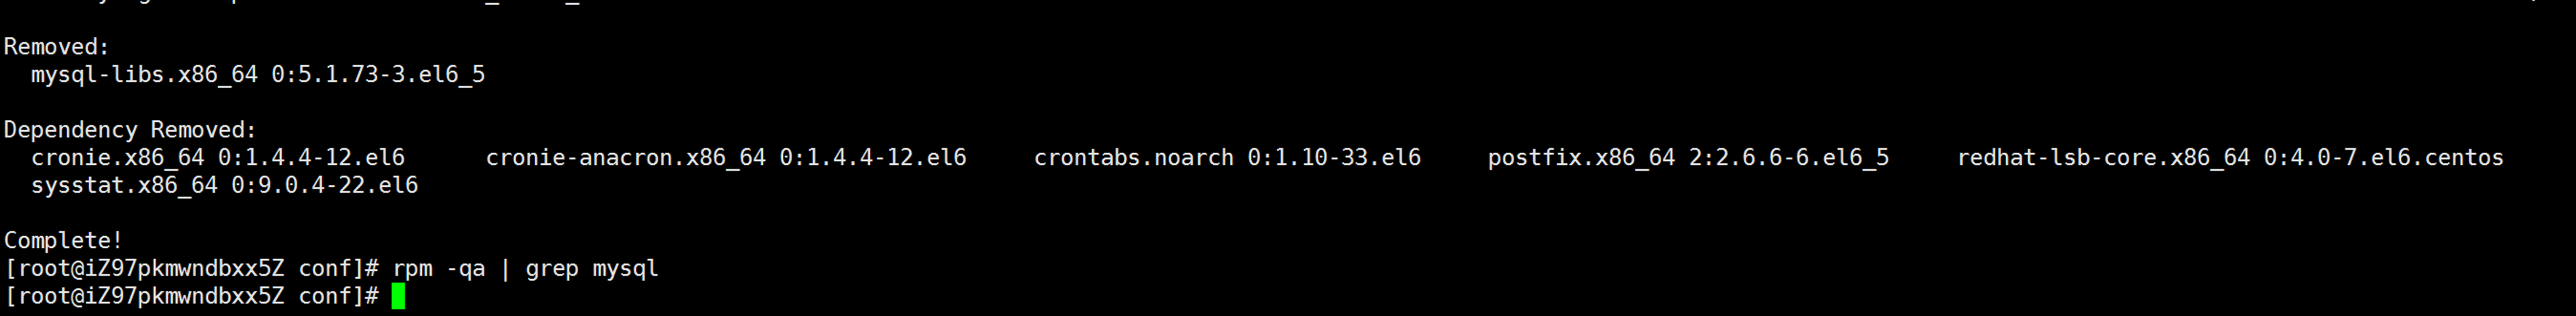 Removed:
mysql-libs.x86_64 0:5.1.73-3.el6_5
Dependency Removed:
cronie.x86_64 0:1.4.4-12.el6 cronie-anacron.x86_64 0:1.4.4-12.el6 crontabs.noarch 0:1.10-33.el6 postfix.x86_64 2:2.6.6-6.el6_5 redhat-lsb-core.x86_64 0:4.0-7.el6.centos
sysstat.x86_64 0:9.0.4-22.el6
Complete!
[root@iZ97pkmwndbxx5Z conf]# rpm -qa | grep mysql
[root@iZ97pkmwndbxx5Z conf]#